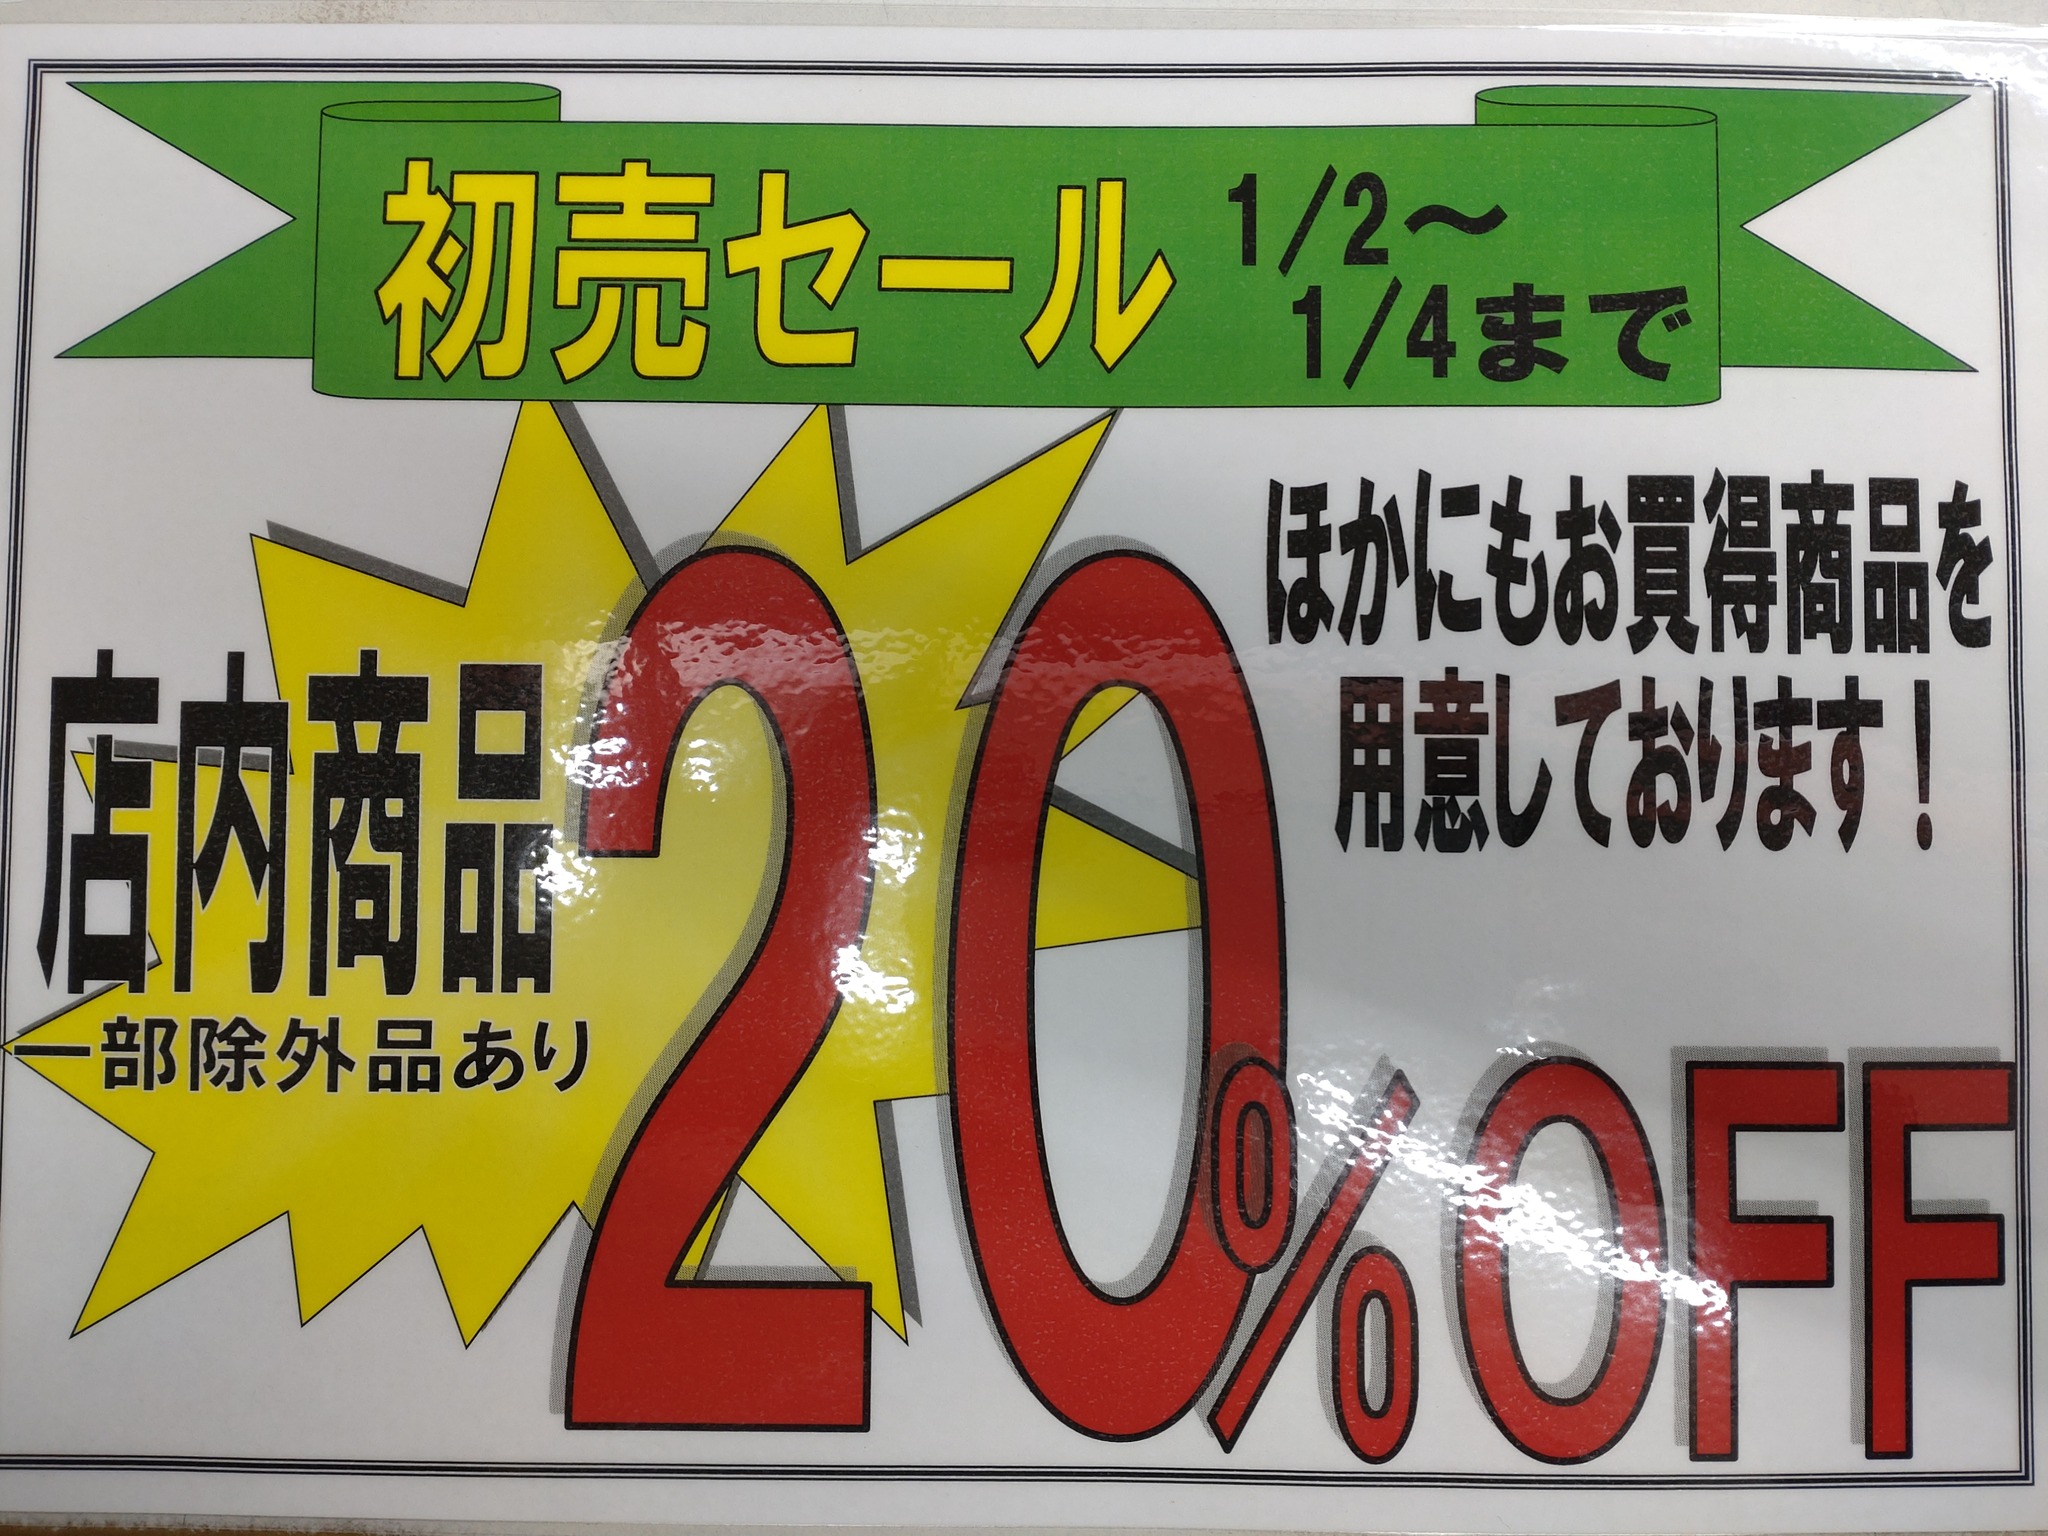 初売セール
1/2～
1/4まで
ほかにもお買得商品を
用意しております！
店内商品
一部除外品あり
20%OFF